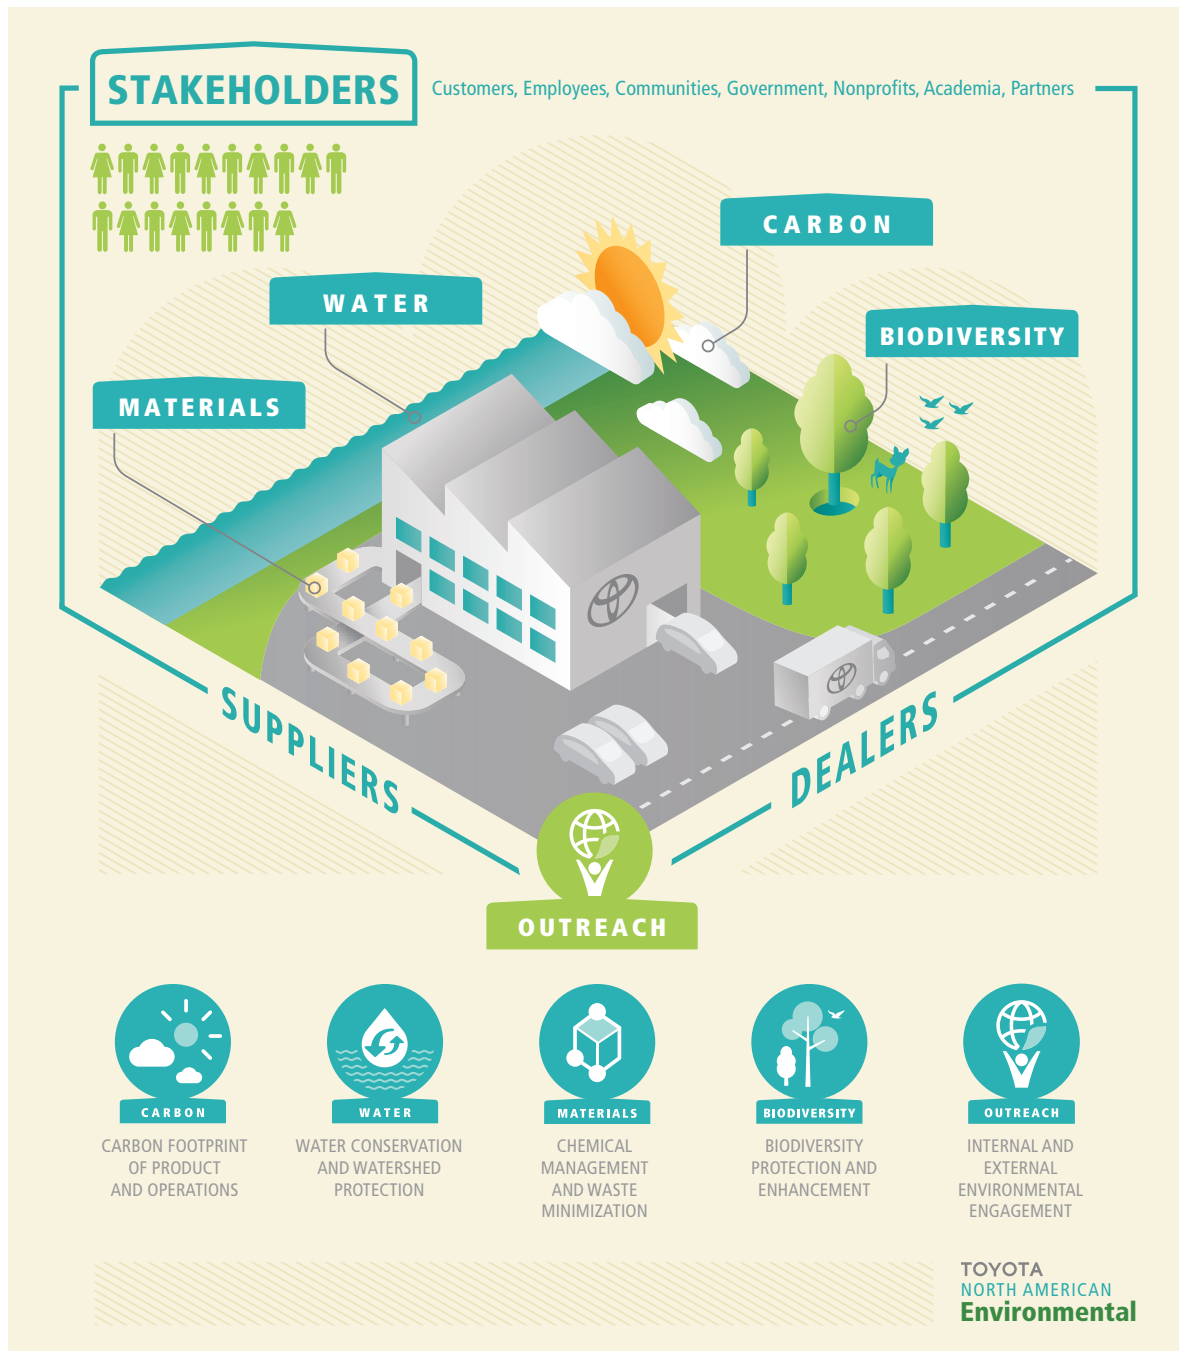 STAKEHOLDERS
Customers, Employees, Communities, Government, Nonprofits, Academia, Partners
CARBON
WATER
BIODIVERSITY
MATERIALS
SUPPLIERS
DEALERS
OUTREACH
CARBON
CARBON FOOTPRINT
OF PRODUCT
AND OPERATIONS
WATER
WATER CONSERVATION
AND WATERSHED
PROTECTION
MATERIALS
CHEMICAL
MANAGEMENT
AND WASTE
MINIMIZATION
BIODIVERSITY
BIODIVERSITY
PROTECTION AND
ENHANCEMENT
OUTREACH
INTERNAL AND
EXTERNAL
ENVIRONMENTAL
ENGAGEMENT
TOYOTA
NORTH AMERICAN
Environmental